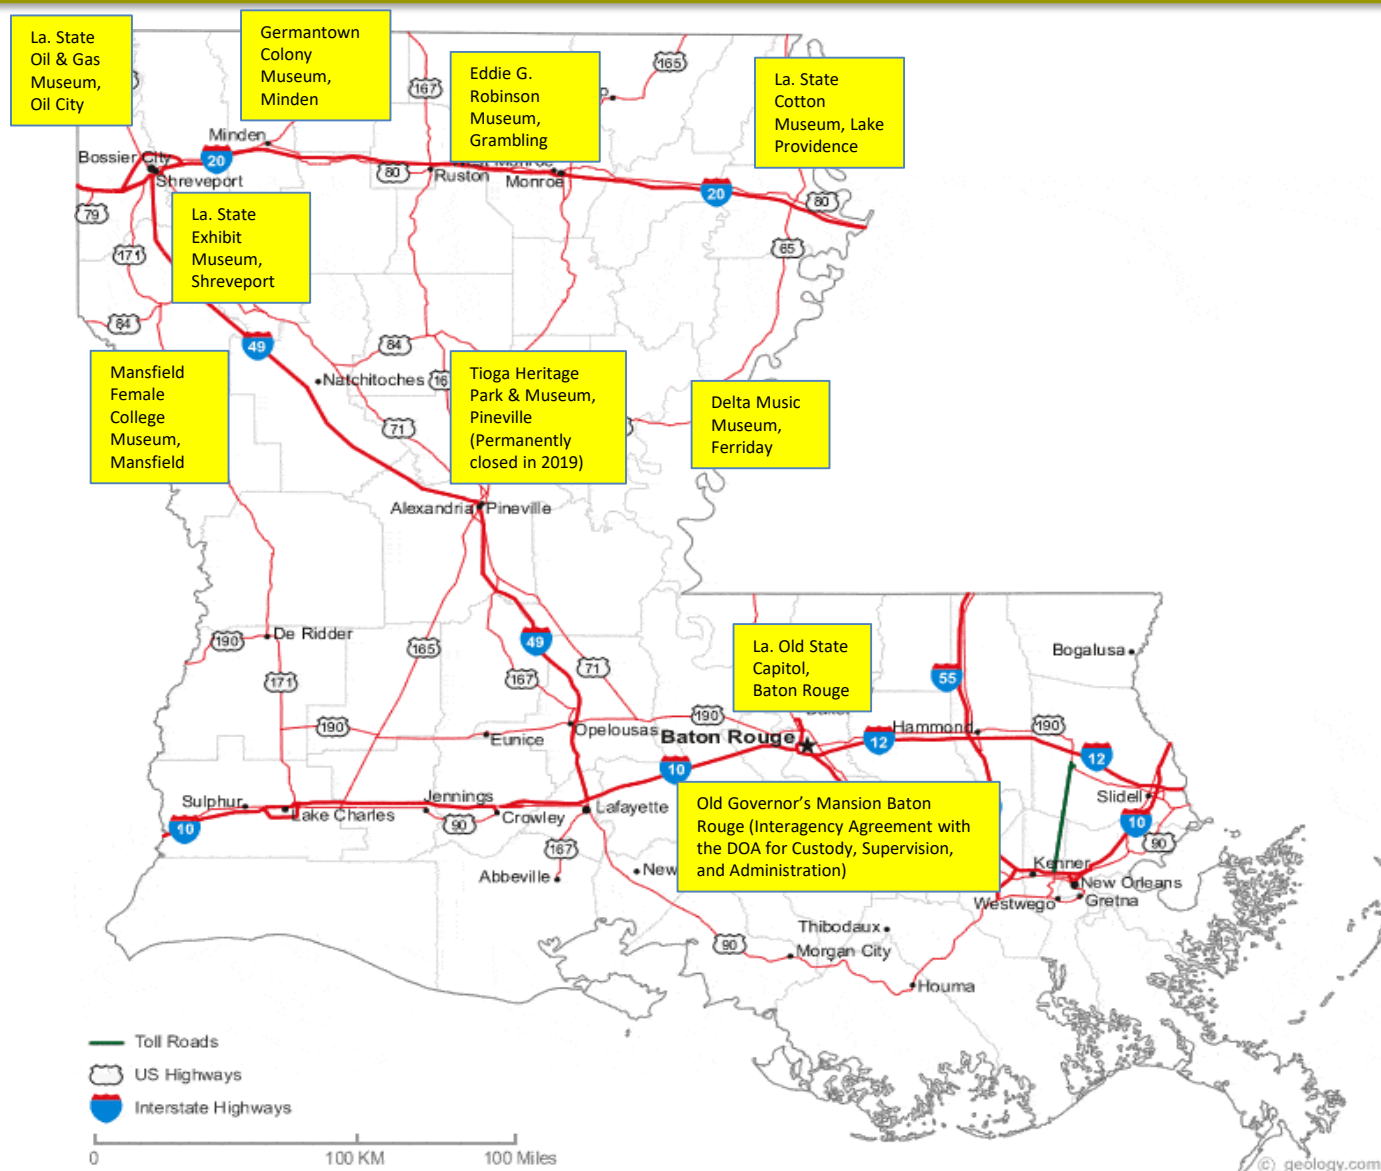 La. State
Oil & Gas
Museum,
Oil City
Germantown
Colony
Museum,
Minden
Eddie G.
Robinson
Museum,
Grambling
La. State
Cotton
Museum, Lake
Providence
167
165
Minden
Bossier City
20
Shreveport
80
Ruston
West Monroe
Monroe
20
80
79
171
65
La. State
Exhibit
Museum,
Shreveport
84
49
84
Natchitoches
16
71
Mansfield
Female
College
Museum,
Mansfield
Tioga Heritage
Park & Museum,
Pineville
(Permanently
closed in 2019)
Delta Music
Museum,
Ferriday
Alexandria
Pineville
190
De Ridder
165
49
71
167
171
La. Old State
Capitol,
Baton Rouge
55
Bogalusa
190
Eunice
Opelousas
190
Baton Rouge
12
Hammond
190
12
10
Sulphur
10
Lake Charles
Jennings
90
Crowley
Lafayette
167
Abbeville
New
Old Governor’s Mansion Baton
Rouge (Interagency Agreement with
the DOA for Custody, Supervision,
and Administration)
Slidell
10
90
Kenner
New Orleans
Westwego
Gretna
Thibodaux
90
Morgan City
Houma
Toll Roads
US Highways
Interstate Highways
0
100 KM
100 Miles
© geology.com